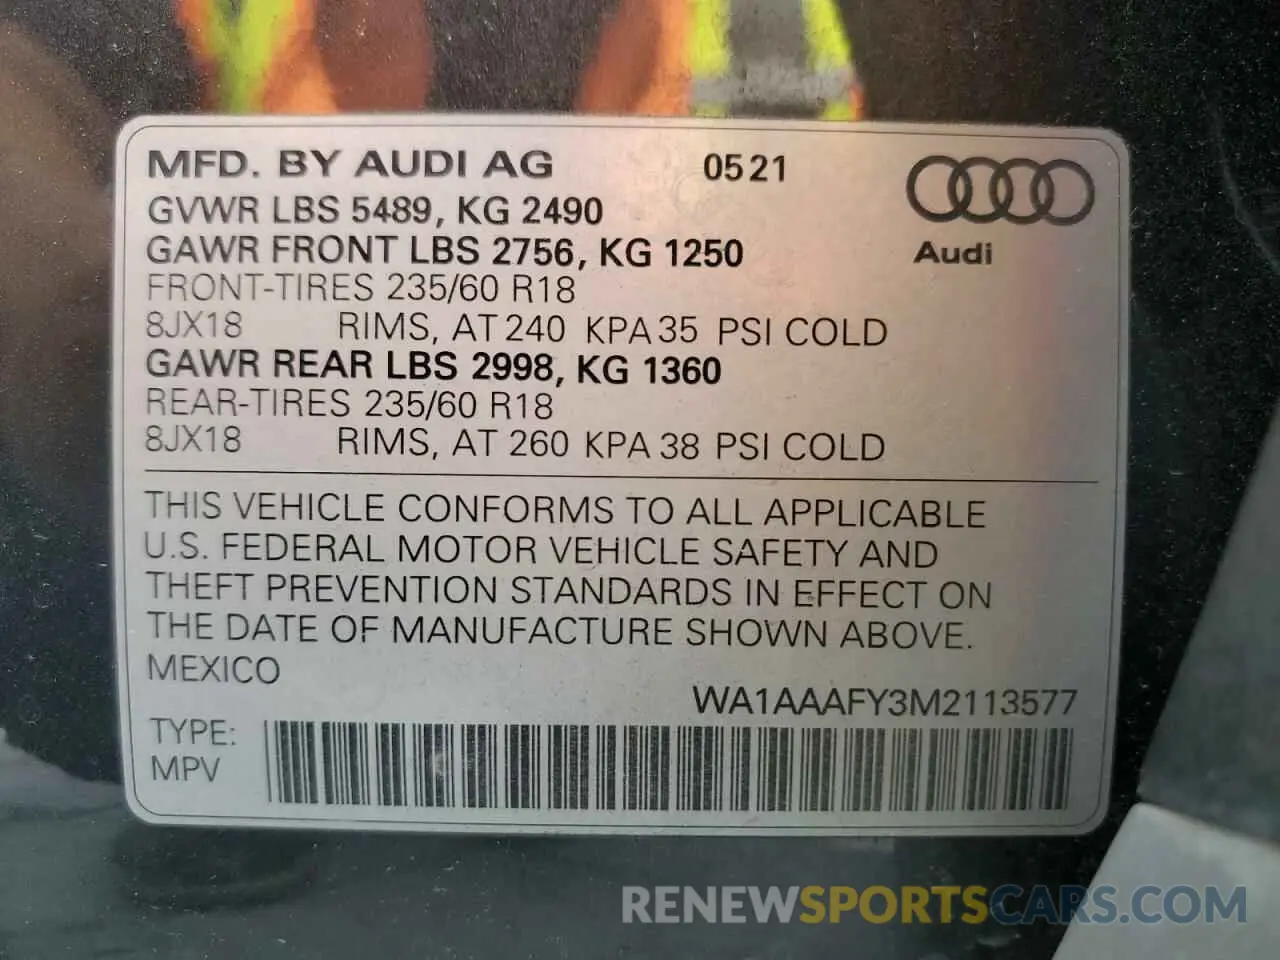 MFD. BY AUDI AG 0521
GVWR LBS 5489, KG 2490
GAWR FRONT LBS 2756, KG 1250
Audi
FRONT-TIRES 235/60 R18
8JX18 RIMS, AT 240 KPA 35 PSI COLD
GAWR REAR LBS 2998, KG 1360
REAR-TIRES 235/60 R18
8JX18 RIMS, AT 260 KPA 38 PSI COLD
THIS VEHICLE CONFORMS TO ALL APPLICABLE
U.S. FEDERAL MOTOR VEHICLE SAFETY AND
THEFT PREVENTION STANDARDS IN EFFECT ON
THE DATE OF MANUFACTURE SHOWN ABOVE.
MEXICO
WA1AAAFY3M2113577
TYPE:
MPV
RENEWSPORTSCARS.COM